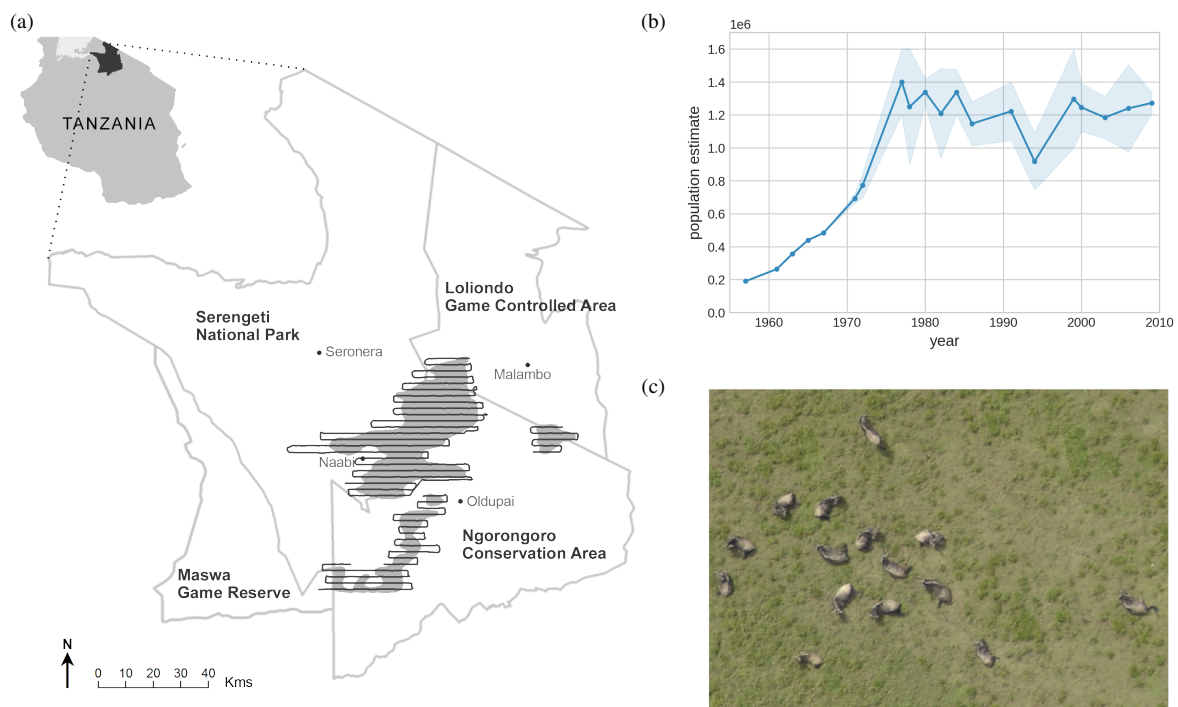 (a)
TANZANIA
Serengeti
National Park
Seronera
Loliondo
Game Controlled Area
Malambo
Naabi
Oldupai
Ngorongoro
Conservation Area
Maswa
Game Reserve
N
0 10 20 30 40 Kms
(b)
1e6
1.6
1.4
1.2
1.0
0.8
0.6
0.4
0.2
0.0
population estimate
1960 1970 1980 1990 2000 2010
year
(c)